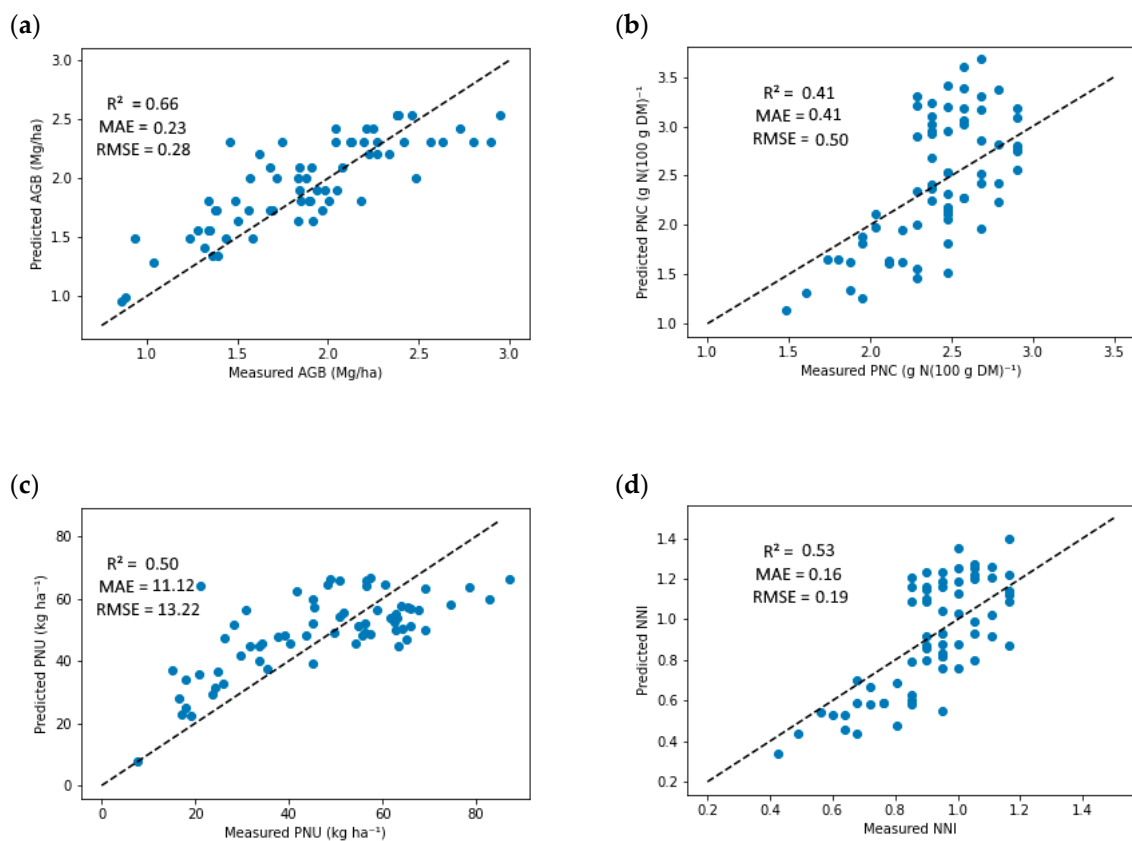 (a)
R² = 0.66
MAE = 0.23
RMSE = 0.28
Predicted AGB (Mg/ha)
3.0
2.5
2.0
1.5
1.0
1.0 1.5 2.0 2.5 3.0
Measured AGB (Mg/ha)
(b)
R² = 0.41
MAE = 0.41
RMSE = 0.50
Predicted PNC (g N(100 g DM)⁻¹
3.5
3.0
2.5
2.0
1.5
1.0
1.0 1.5 2.0 2.5 3.0 3.5
Measured PNC (g N(100 g DM)⁻¹
(c)
R² = 0.50
MAE = 11.12
RMSE = 13.22
Predicted PNU (kg ha⁻¹)
80
60
40
20
0
0 20 40 60 80
Measured PNU (kg ha⁻¹)
(d)
R² = 0.53
MAE = 0.16
RMSE = 0.19
Predicted NNI
1.4
1.2
1.0
0.8
0.6
0.4
0.2
0.2 0.4 0.6 0.8 1.0 1.2 1.4
Measured NNI